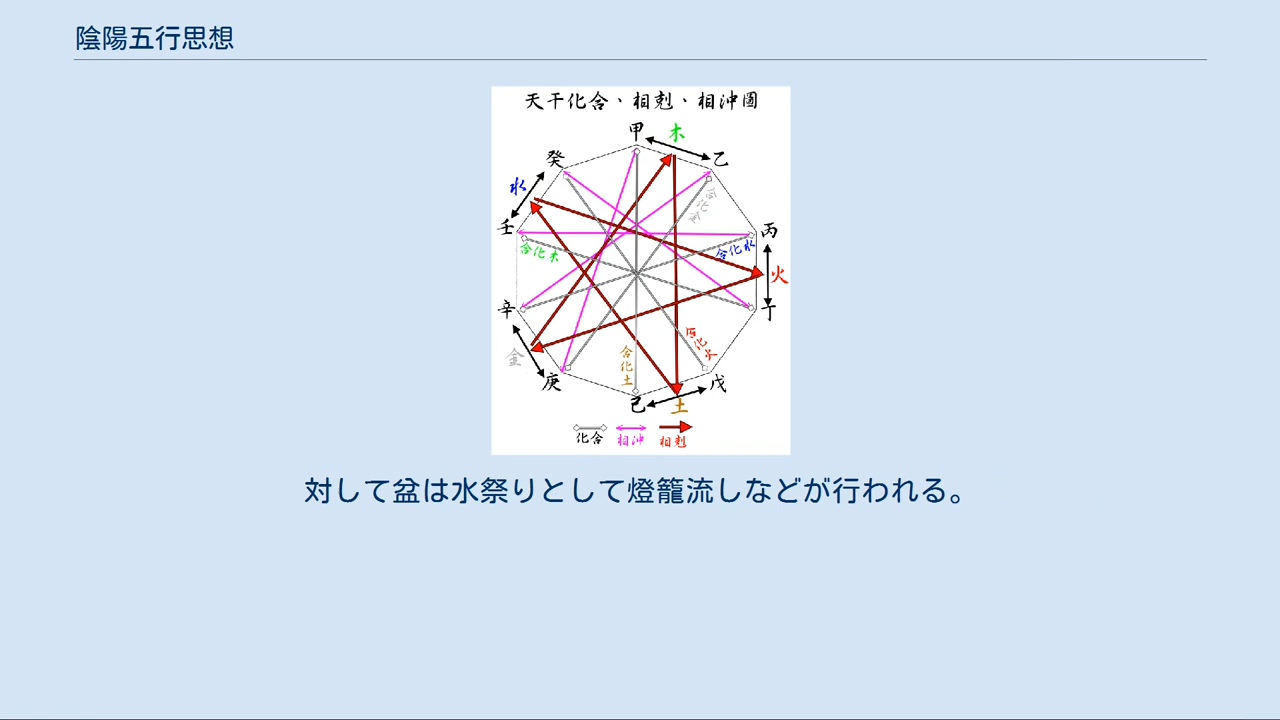 陰陽五行思想
天干化合、相剋、相沖圖
甲
木
乙
癸
水
合化金
壬
丙
合化木
合化水
火
辛
丁
金
合化火
合化土
庚
戊
己
土
化合
相沖
相剋
対して盆は水祭りとして燈籠流しなどが行われる。